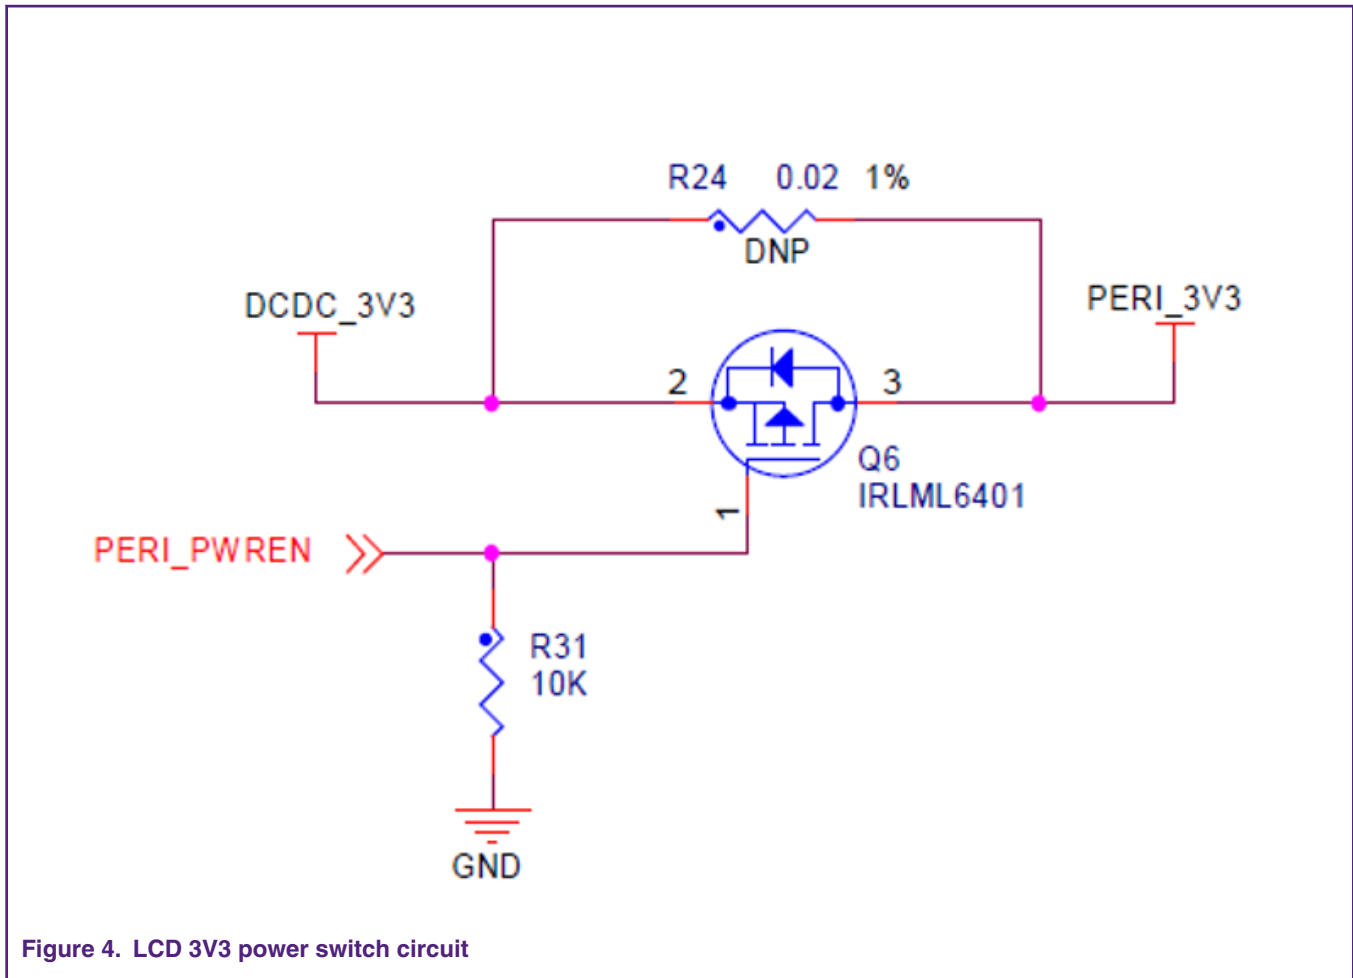 R24 0.02 1%
DNP
DCDC_3V3
PERI_3V3
2
3
Q6
IRLML6401
1
PERI_PWREN
R31
10K
GND
Figure 4. LCD 3V3 power switch circuit